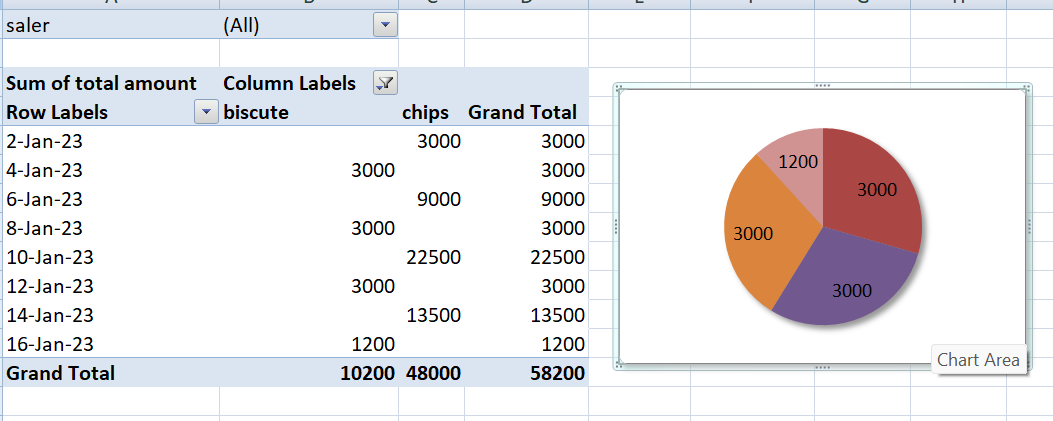 saler (All)
Sum of total amount Column Labels
Row Labels biscute chips Grand Total
2-Jan-23 3000 3000
4-Jan-23 3000 3000
6-Jan-23 9000 9000
8-Jan-23 3000 3000
10-Jan-23 22500 22500
12-Jan-23 3000 3000
14-Jan-23 13500 13500
16-Jan-23 1200 1200
Grand Total 10200 48000 58200
1200
3000
3000
3000
Chart Area